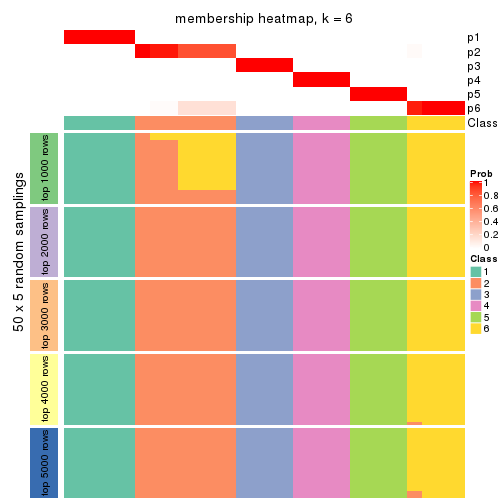 membership heatmap, k = 6
p1
p2
p3
p4
p5
p6
Class
50 x 5 random samplings
top 1000 rows
top 2000 rows
top 3000 rows
top 4000 rows
top 5000 rows
Prob
1
0.8
0.6
0.4
0.2
0
Class
1
2
3
4
5
6